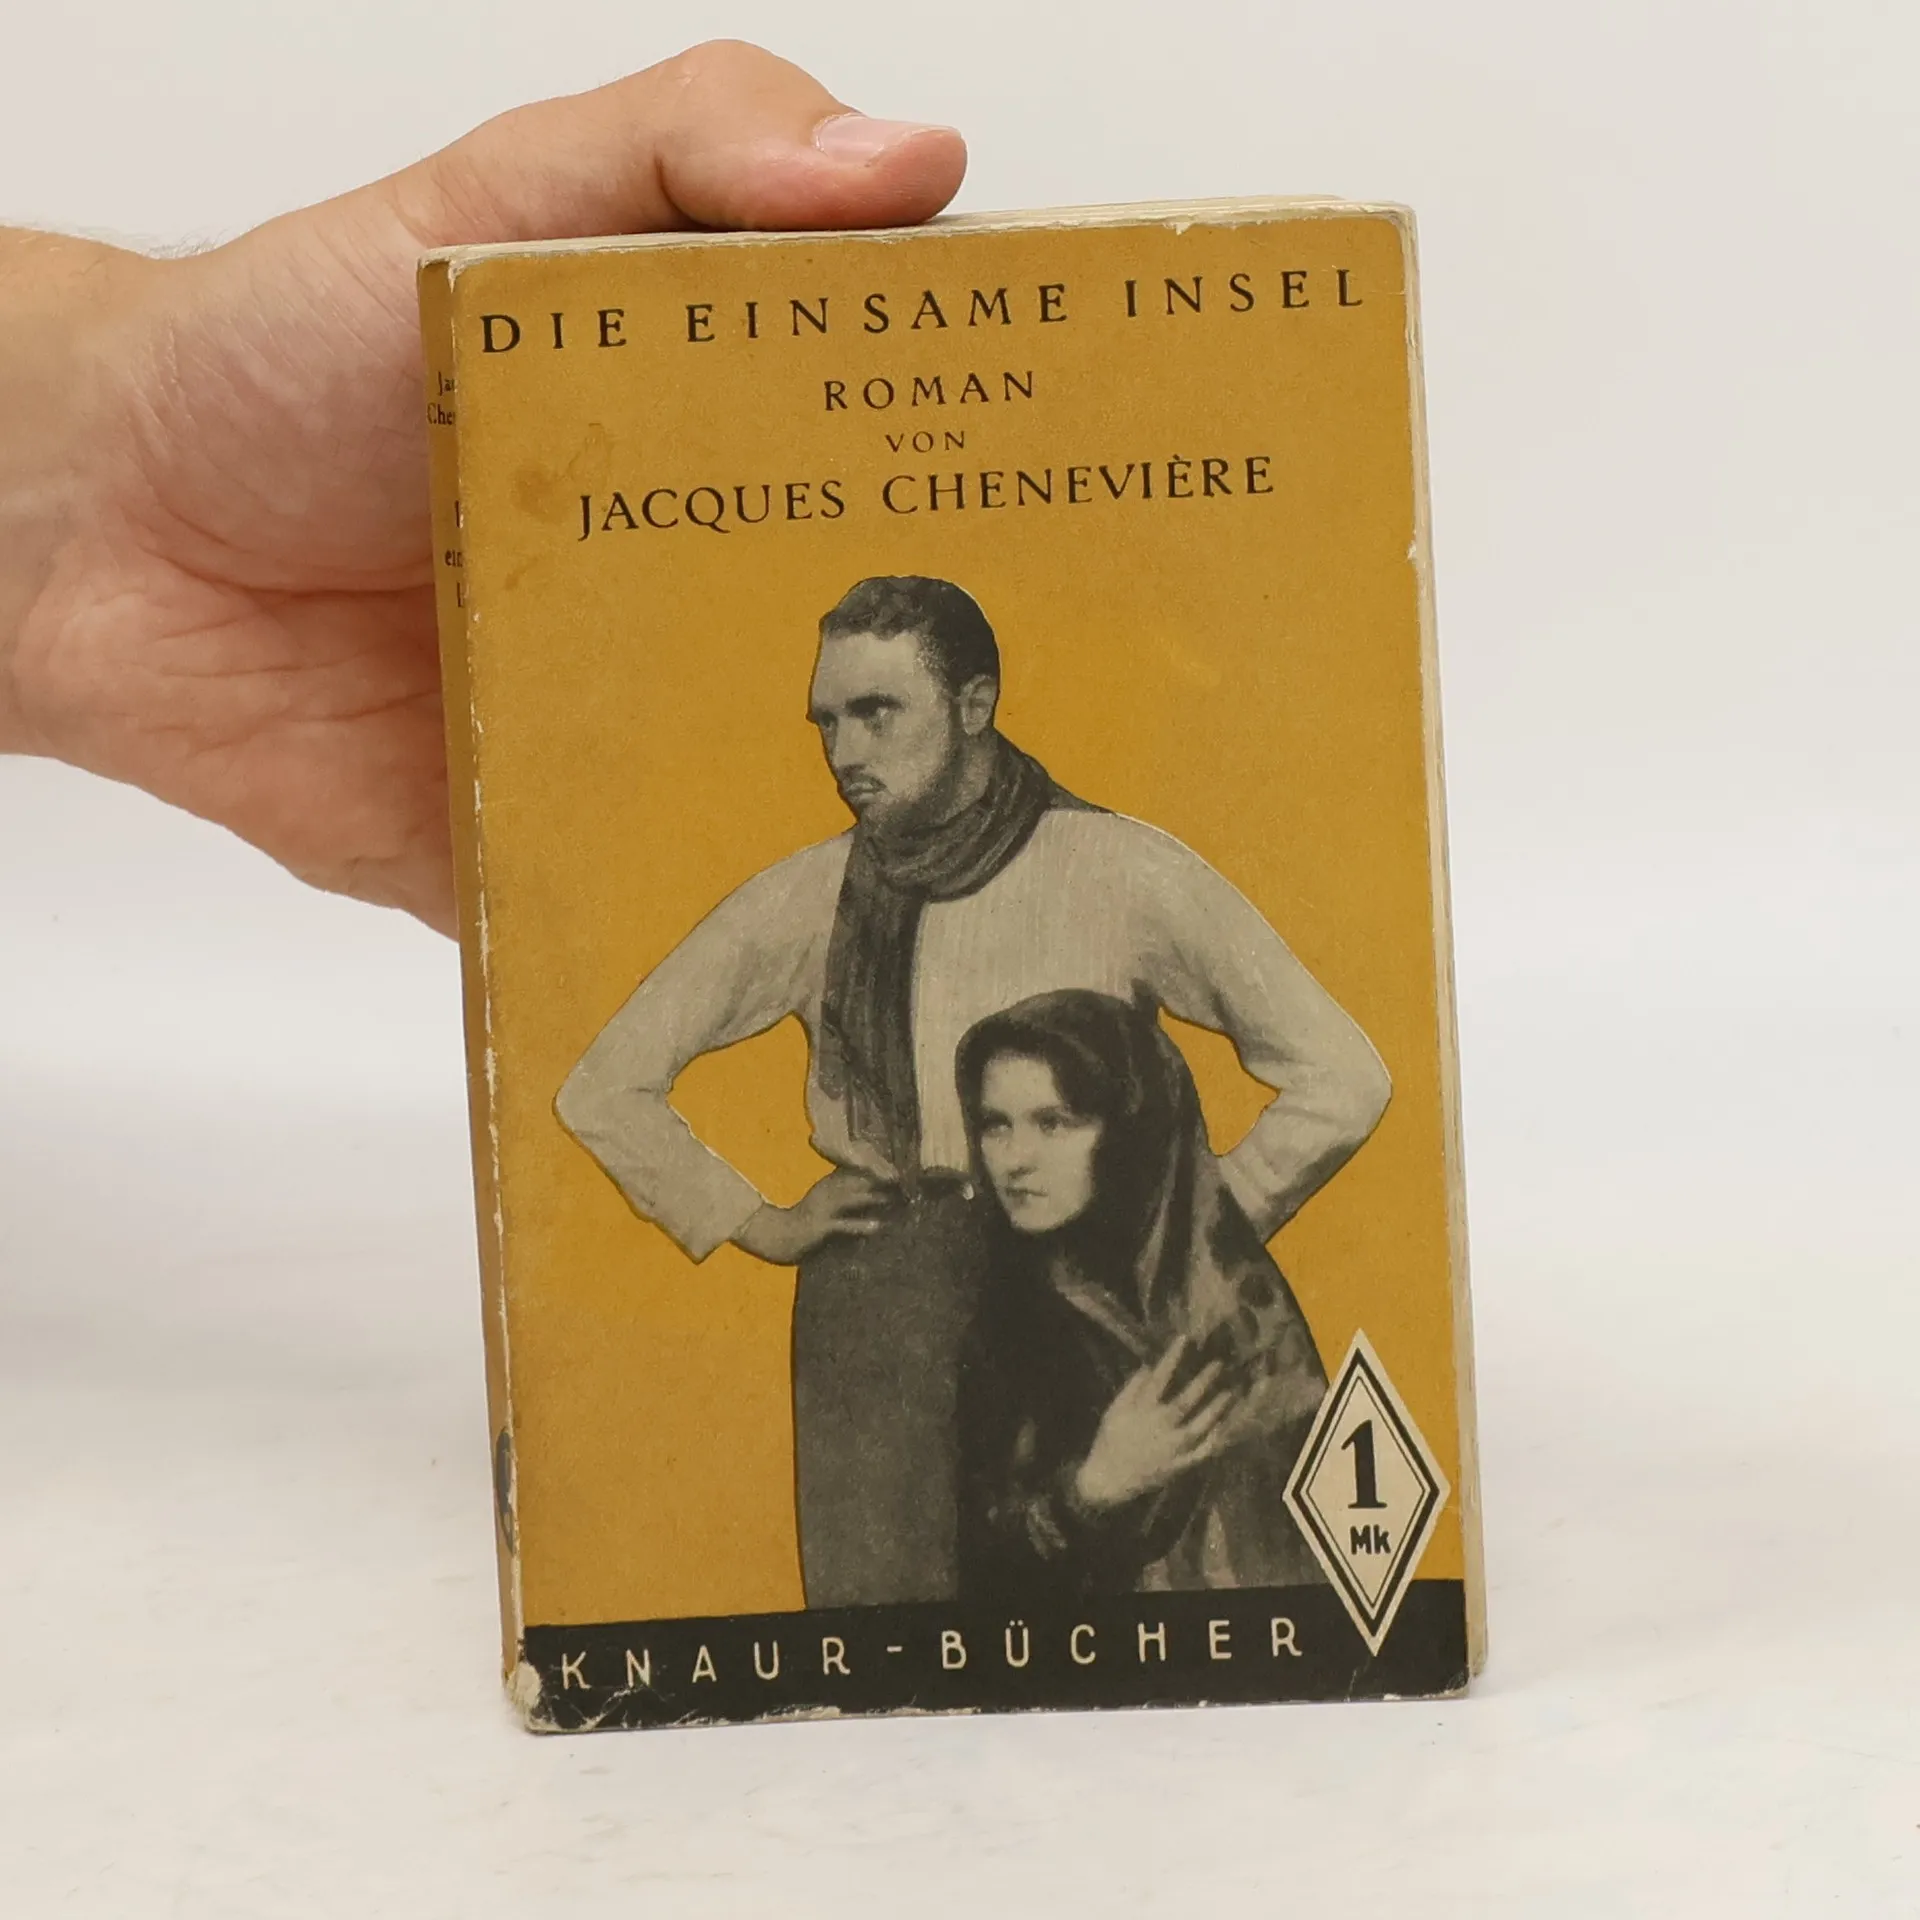 DIE EINSAME INSEL
ROMAN
VON
JACQUES CHENEVIÈRE
1
Mk
KNAUR-BÜCHER